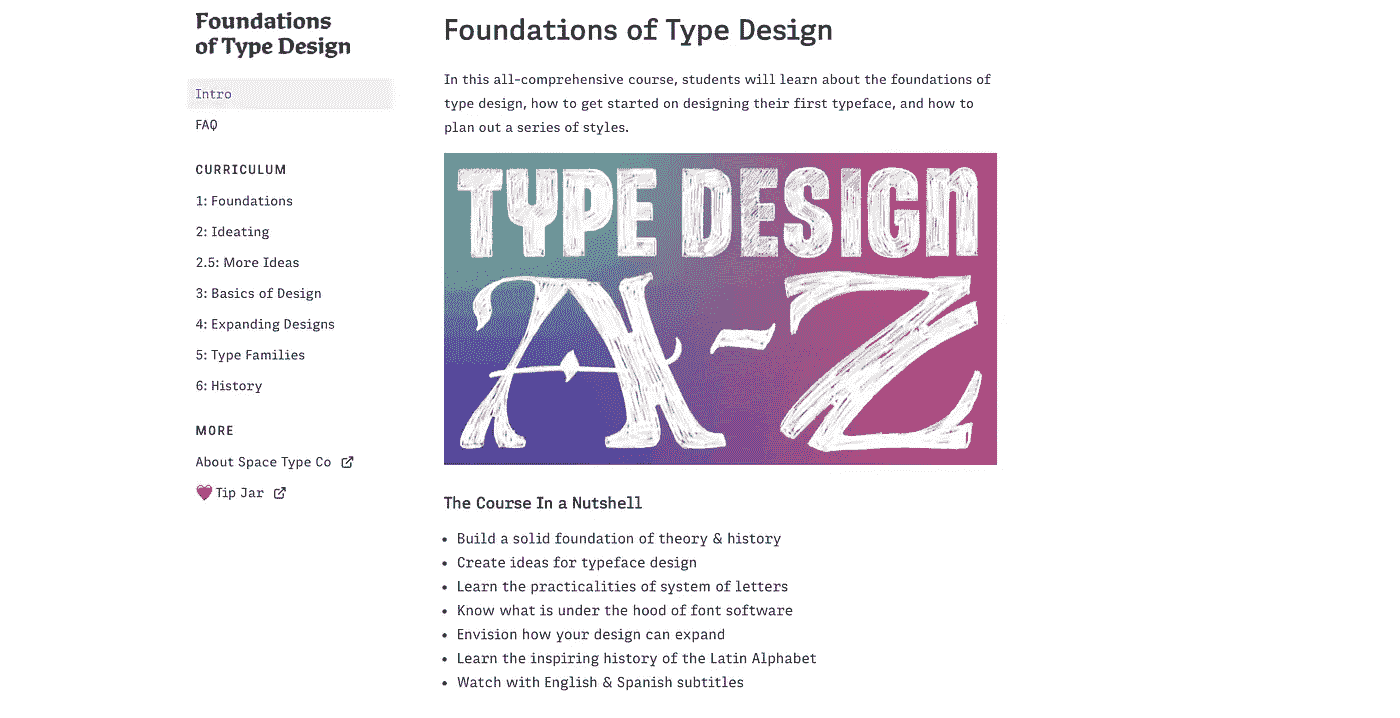 Foundations
of Type Design
Intro
FAQ
CURRICULUM
1: Foundations
2: Ideating
2.5: More Ideas
3: Basics of Design
4: Expanding Designs
5: Type Families
6: History
MORE
About Space Type Co
Tip Jar
Foundations of Type Design
In this all-comprehensive course, students will learn about the foundations of
type design, how to get started on designing their first typeface, and how to
plan out a series of styles.
TYPE DESIGN
A-Z
The Course In a Nutshell
• Build a solid foundation of theory & history
• Create ideas for typeface design
• Learn the practicalities of system of letters
• Know what is under the hood of font software
• Envision how your design can expand
• Learn the inspiring history of the Latin Alphabet
• Watch with English & Spanish subtitles